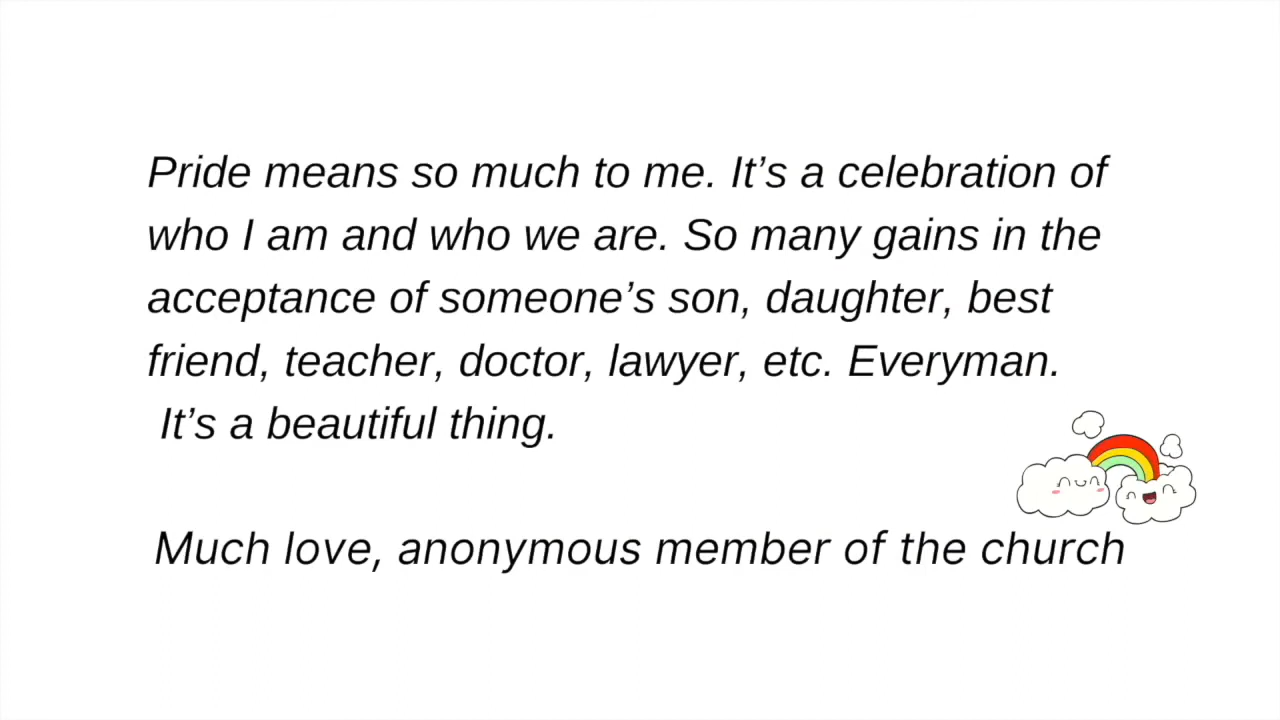 Pride means so much to me. It’s a celebration of
who I am and who we are. So many gains in the
acceptance of someone’s son, daughter, best
friend, teacher, doctor, lawyer, etc. Everyman.
It’s a beautiful thing.
Much love, anonymous member of the church